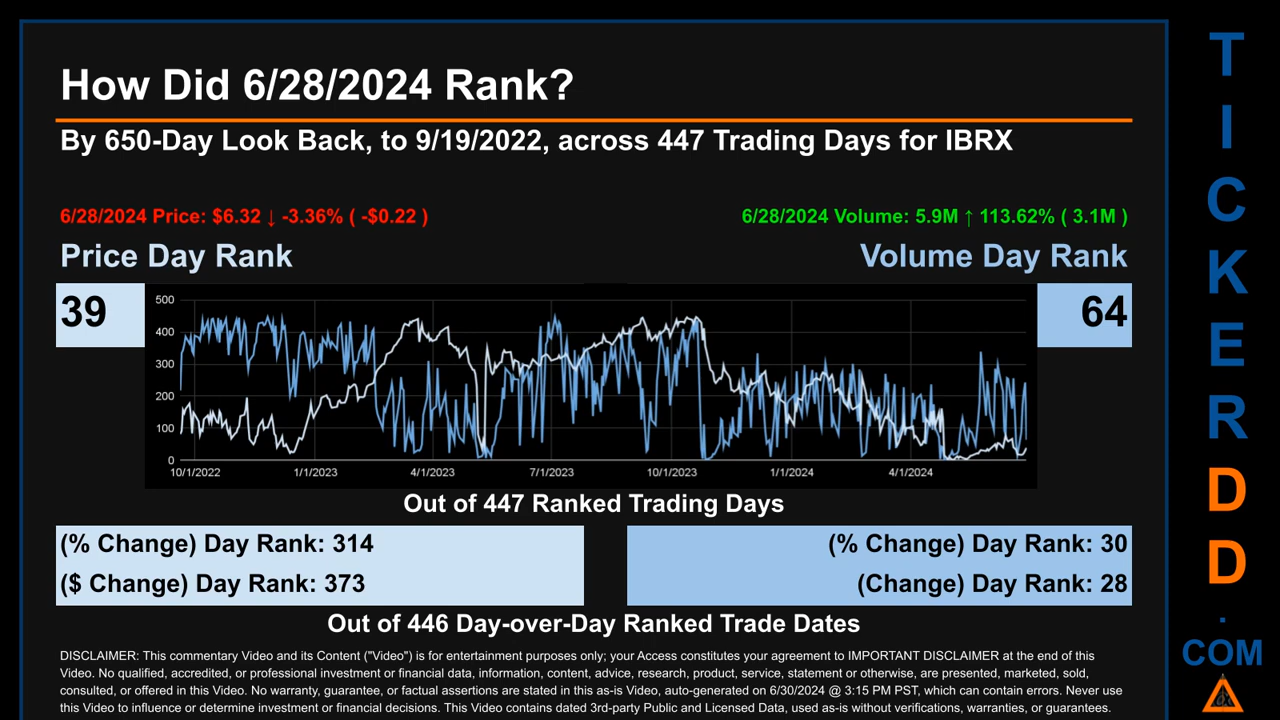 How Did 6/28/2024 Rank?
By 650-Day Look Back, to 9/19/2022, across 447 Trading Days for IBRX
6/28/2024 Price: $6.32 ↓ -3.36% ( -$0.22 )
6/28/2024 Volume: 5.9M ↑ 113.62% ( 3.1M )
Price Day Rank
Volume Day Rank
39
64
500
400
300
200
100
0
10/1/2022 1/1/2023 4/1/2023 7/1/2023 10/1/2023 1/1/2024 4/1/2024
Out of 447 Ranked Trading Days
(% Change) Day Rank: 314
($ Change) Day Rank: 373
(% Change) Day Rank: 30
(Change) Day Rank: 28
Out of 446 Day-over-Day Ranked Trade Dates
DISCLAIMER: This commentary Video and its Content ("Video") is for entertainment purposes only; your Access constitutes your agreement to IMPORTANT DISCLAIMER at the end of this
Video. No qualified, accredited, or professional investment or financial data, information, content, advice, research, product, service, statement or otherwise, are presented, marketed, sold,
consulted, or offered in this Video. No warranty, guarantee, or factual assertions are stated in this as-is Video, auto-generated on 6/30/2024 @ 3:15 PM PST, which can contain errors. Never use
this Video to influence or determine investment or financial decisions. This Video contains dated 3rd-party Public and Licensed Data, used as-is without verifications, warranties, or guarantees.
T
I
C
K
E
R
D
D
.
COM